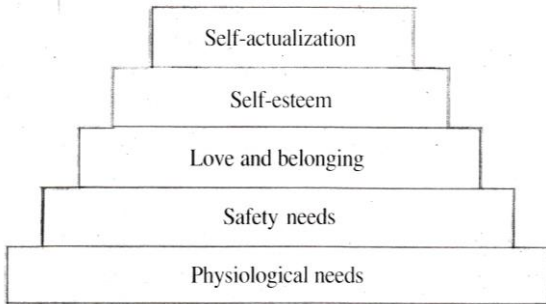 Self-actualization
Self-esteem
Love and belonging
Safety needs
Physiological needs